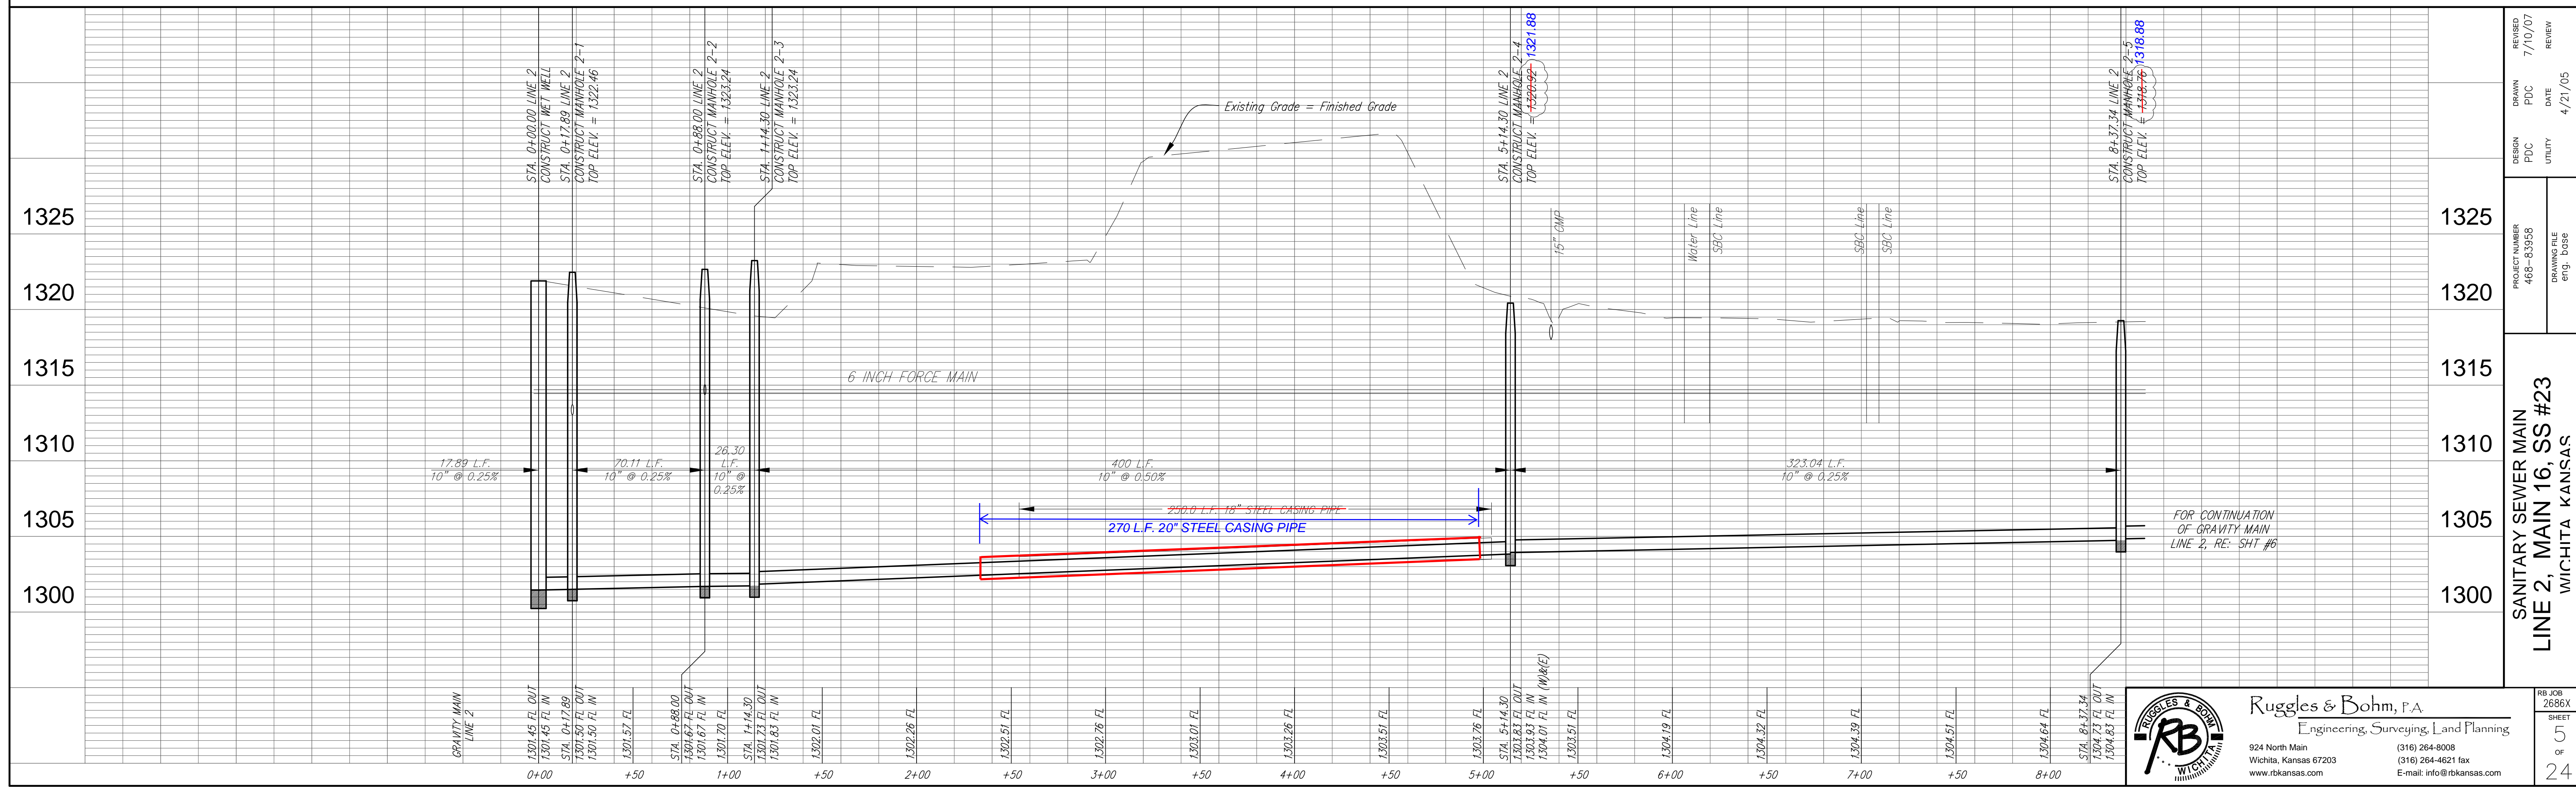 STA. 0+00.00 LINE 2
CONSTRUCT WET WELL
STA. 0+17.89 LINE 2
CONSTRUCT MANHOLE 2-1
TOP ELEV. = 1322.46
STA. 0+88.00 LINE 2
CONSTRUCT MANHOLE 2-2
TOP ELEV. = 1323.24
STA. 1+14.30 LINE 2
CONSTRUCT MANHOLE 2-3
TOP ELEV. = 1323.24
Existing Grade = Finished Grade
STA. 5+14.30 LINE 2
CONSTRUCT MANHOLE 2-4
TOP ELEV. = 1320.92 1321.88
STA. 8+37.34 LINE 2
CONSTRUCT MANHOLE 2-5
TOP ELEV. = 1318.76 1318.88
1325
1320
1315
1310
1305
1300
15" CMP
Water Line
SBC Line
SBC Line
SBC Line
1325
1320
1315
1310
1305
1300
6 INCH FORCE MAIN
17.89 L.F.
10" @ 0.25%
70.11 L.F.
10" @ 0.25%
26.30
L.F.
10" @
0.25%
400 L.F.
10" @ 0.50%
323.04 L.F.
10" @ 0.25%
250.0 L.F. 18" STEEL CASING PIPE
270 L.F. 20" STEEL CASING PIPE
FOR CONTINUATION
OF GRAVITY MAIN
LINE 2, RE: SHT #6
GRAVITY MAIN
LINE 2
1301.45 FL OUT
1301.45 FL IN
STA. 0+17.89
1301.50 FL OUT
1301.50 FL IN
1301.57 FL
STA. 0+88.00
1301.67 FL OUT
1301.67 FL IN
1301.70 FL
STA. 1+14.30
1301.73 FL OUT
1301.83 FL IN
1302.01 FL
1302.26 FL
1302.51 FL
1302.76 FL
1303.01 FL
1303.26 FL
1303.51 FL
1303.76 FL
STA. 5+14.30
1303.83 FL OUT
1303.93 FL IN
1304.01 FL IN (W)&(E)
1303.51 FL
1304.19 FL
1304.32 FL
1304.39 FL
1304.51 FL
1304.64 FL
STA. 8+37.34
1304.73 FL OUT
1304.83 FL IN
0+00
+50
1+00
+50
2+00
+50
3+00
+50
4+00
+50
5+00
+50
6+00
+50
7+00
+50
8+00
DESIGN
PDC
DRAWN
PDC
REVISED
7/10/07
UTILITY
DATE
4/21/05
REVIEW
PROJECT NUMBER
468-83958
DRAWING FILE
eng. base
SANITARY SEWER MAIN
LINE 2, MAIN 16, SS #23
WICHITA KANSAS
RUGGLES & BOHM
RB
WICHITA
Ruggles & Bohm, P.A.
Engineering, Surveying, Land Planning
924 North Main (316) 264-8008
Wichita, Kansas 67203 (316) 264-4621 fax
www.rbkansas.com E-mail: info@rbkansas.com
RB JOB
2686X
SHEET
5
OF
24